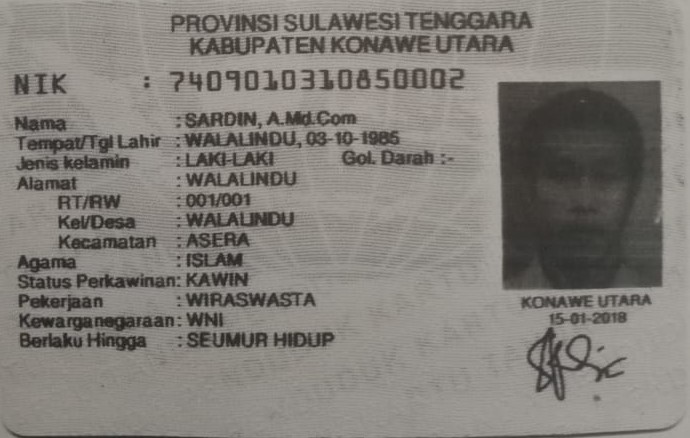 PROVINSI SULAWESI TENGGARA
KABUPATEN KONAWE UTARA
NIK : 7409010310850002
Nama : SARDIN, A.Md.Com
Tempat/Tgl Lahir : WALALINDU, 03-10-1985
Jenis kelamin : LAKI-LAKI Gol. Darah :-
Alamat : WALALINDU
RT/RW : 001/001
Kel/Desa : WALALINDU
Kecamatan : ASERA
Agama : ISLAM
Status Perkawinan: KAWIN
Pekerjaan : WIRASWASTA
Kewarganegaraan: WNI
Berlaku Hingga : SEUMUR HIDUP
KONAWE UTARA
15-01-2018